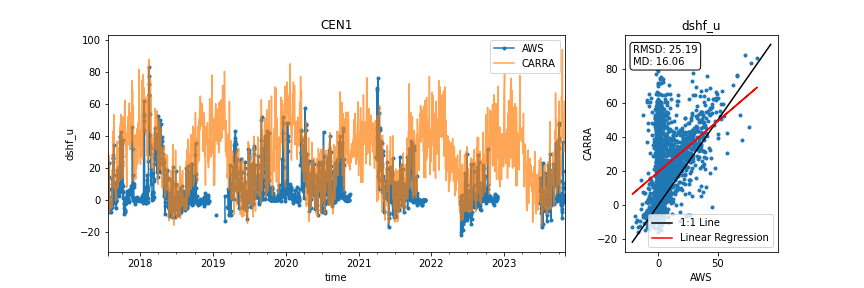 CEN1
dshf_u
100
80
60
40
20
0
−20
2018
2019
2020
2021
2022
2023
time
AWS
CARRA
dshf_u
CARRA
80
60
40
20
0
−20
RMSD: 25.19
MD: 16.06
1:1 Line
Linear Regression
0
50
AWS